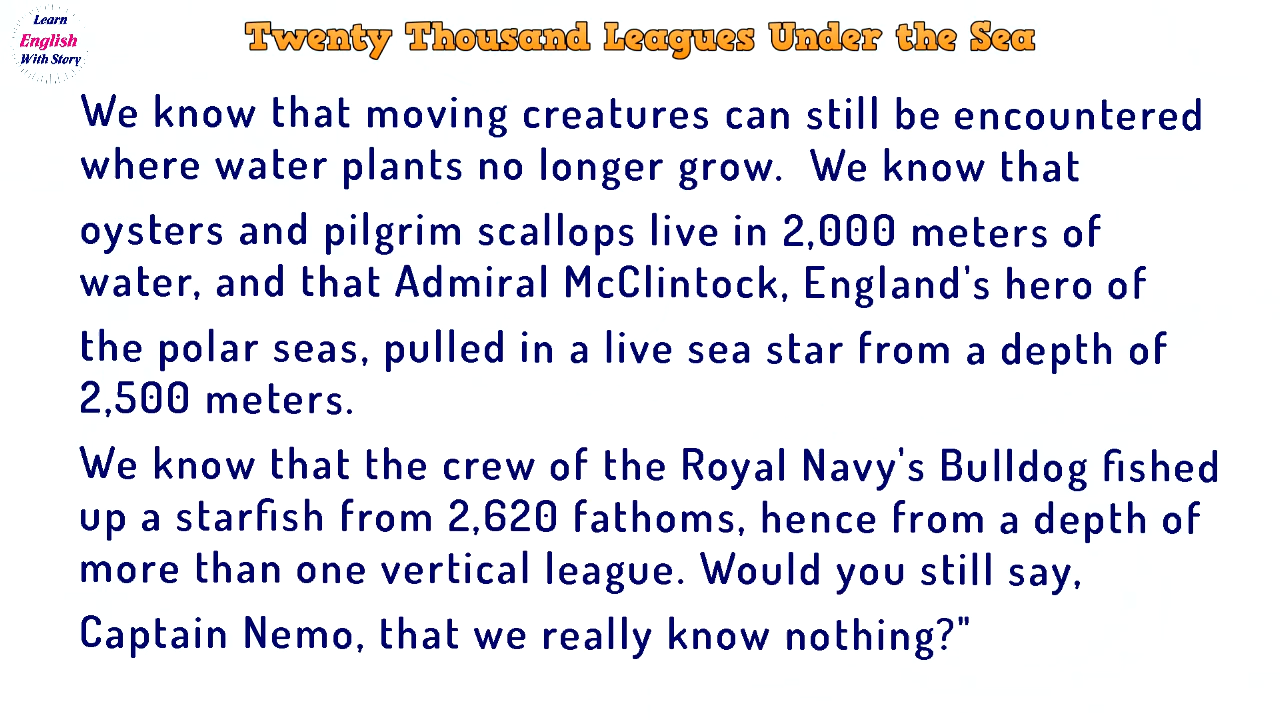 Learn
English
With Story
Twenty Thousand Leagues Under the Sea
We know that moving creatures can still be encountered
where water plants no longer grow.  We know that
oysters and pilgrim scallops live in 2,000 meters of
water, and that Admiral McClintock, England's hero of
the polar seas, pulled in a live sea star from a depth of
2,500 meters.
We know that the crew of the Royal Navy's Bulldog fished
up a starfish from 2,620 fathoms, hence from a depth of
more than one vertical league. Would you still say,
Captain Nemo, that we really know nothing?"